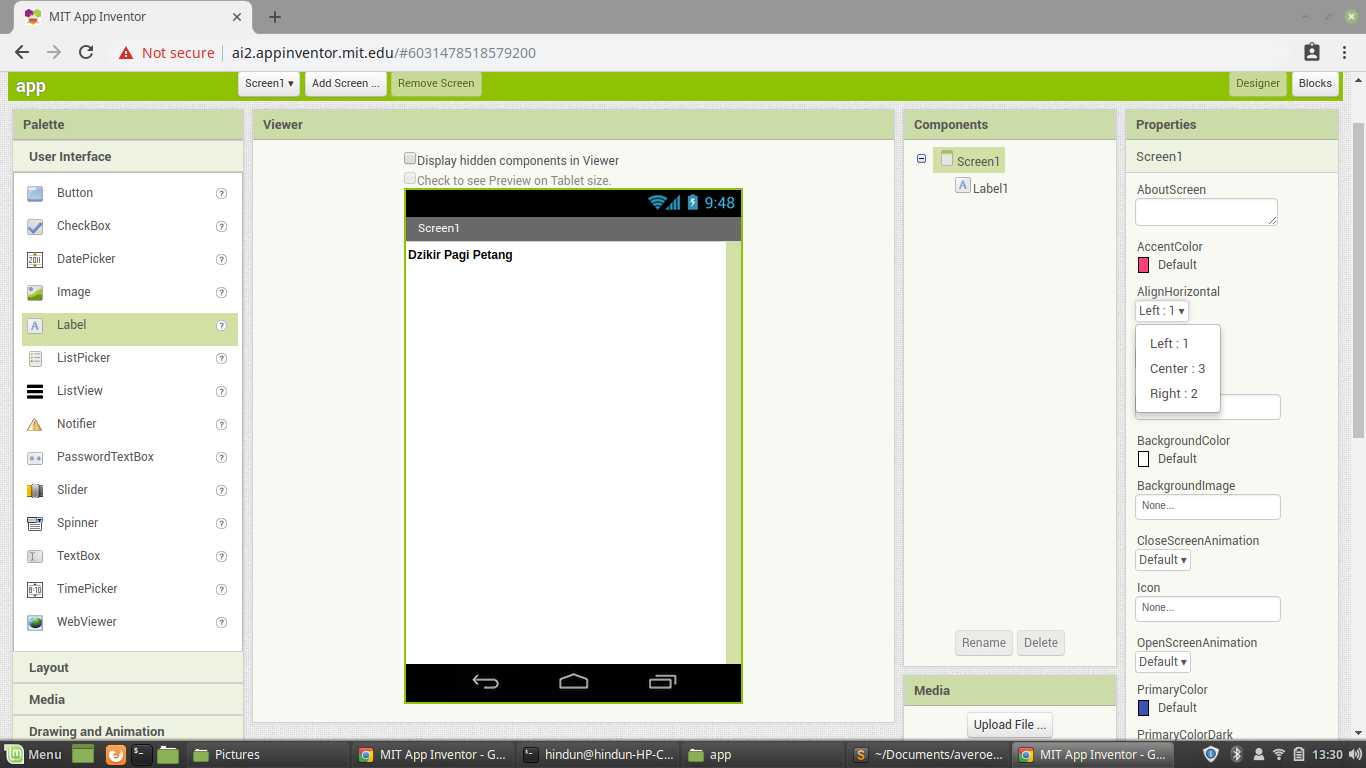 MIT App Inventor
Not secure
ai2.appinventor.mit.edu/#6031478518579200
app
Screen1 ▾
Add Screen ...
Remove Screen
Designer
Blocks
Palette
User Interface
Button
CheckBox
DatePicker
Image
Label
ListPicker
ListView
Notifier
PasswordTextBox
Slider
Spinner
TextBox
TimePicker
WebViewer
Layout
Media
Drawing and Animation
Viewer
Display hidden components in Viewer
Check to see Preview on Tablet size.
9:48
Screen1
Dzikir Pagi Petang
Components
Screen1
A Label1
Rename
Delete
Media
Upload File ...
Properties
Screen1
AboutScreen
AccentColor
Default
AlignHorizontal
Left : 1 ▾
Left : 1
Center : 3
Right : 2
BackgroundColor
Default
BackgroundImage
None...
CloseScreenAnimation
Default ▾
Icon
None...
OpenScreenAnimation
Default ▾
PrimaryColor
Default
PrimaryColorDark
Menu
Pictures
MIT App Inventor - G...
hindun@hindun-HP-C...
app
~/Documents/averoe...
MIT App Inventor - G...
13:30